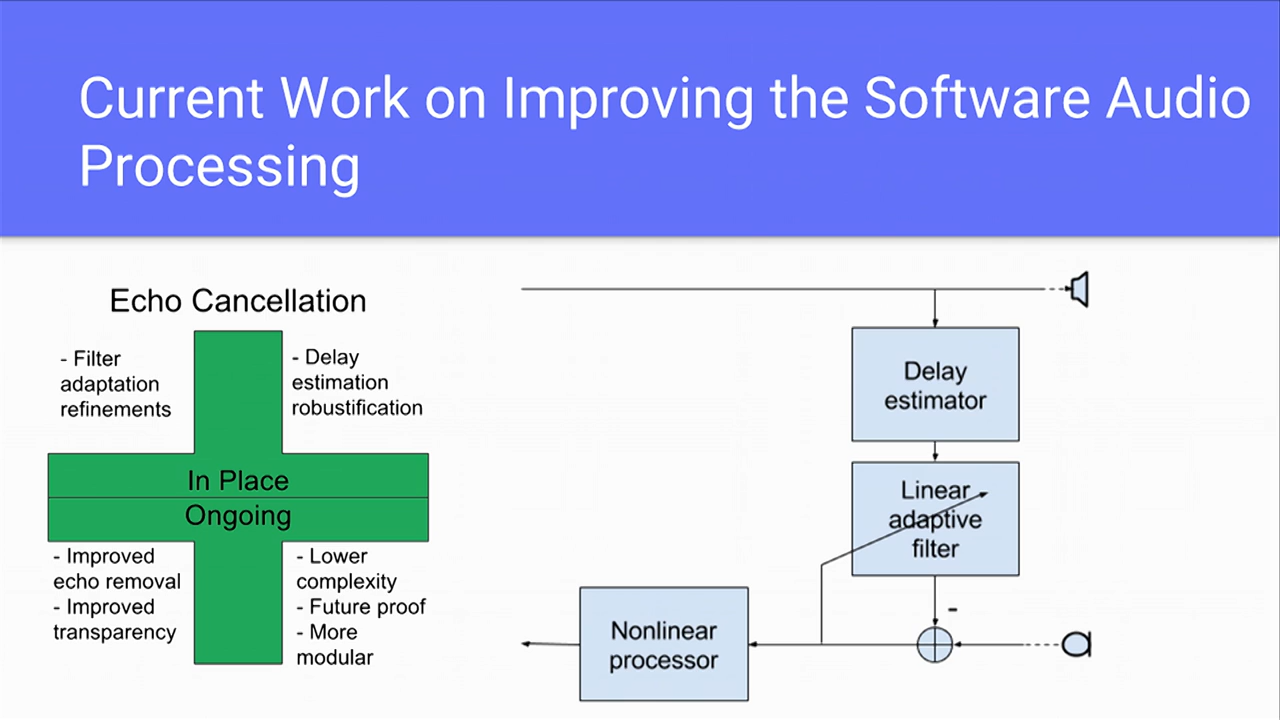 Current Work on Improving the Software Audio
Processing
Echo Cancellation
- Filter
adaptation
refinements
- Delay
estimation
robustification
In Place
Ongoing
- Improved
echo removal
- Improved
transparency
- Lower
complexity
- Future proof
- More
modular
Delay
estimator
Linear
adaptive
filter
-
Nonlinear
processor